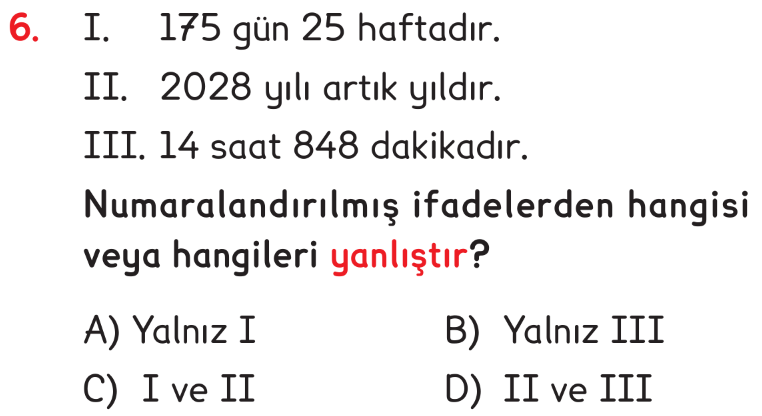 6. I. 175 gün 25 haftadır.
II. 2028 yılı artık yıldır.
III. 14 saat 848 dakikadır.
Numaralandırılmış ifadelerden hangisi
veya hangileri yanlıştır?
A) Yalnız I B) Yalnız III
C) I ve II D) II ve III